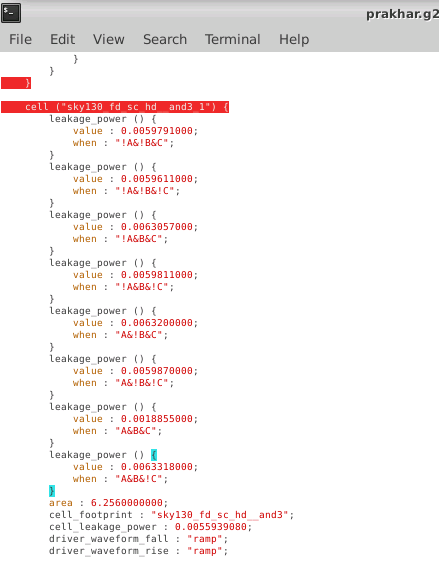 prakhar.g2
File Edit View Search Terminal Help
}
}
}
cell ("sky130_fd_sc_hd__and3_1") {
leakage_power () {
value : 0.0059791000;
when : "!A&!B&C";
}
leakage_power () {
value : 0.0059611000;
when : "!A&!B&!C";
}
leakage_power () {
value : 0.0063057000;
when : "!A&B&C";
}
leakage_power () {
value : 0.0059811000;
when : "!A&B&!C";
}
leakage_power () {
value : 0.0063200000;
when : "A&!B&C";
}
leakage_power () {
value : 0.0059870000;
when : "A&!B&!C";
}
leakage_power () {
value : 0.0018855000;
when : "A&B&C";
}
leakage_power () {
value : 0.0063318000;
when : "A&B&!C";
}
area : 6.2560000000;
cell_footprint : "sky130_fd_sc_hd__and3";
cell_leakage_power : 0.0055939080;
driver_waveform_fall : "ramp";
driver_waveform_rise : "ramp";